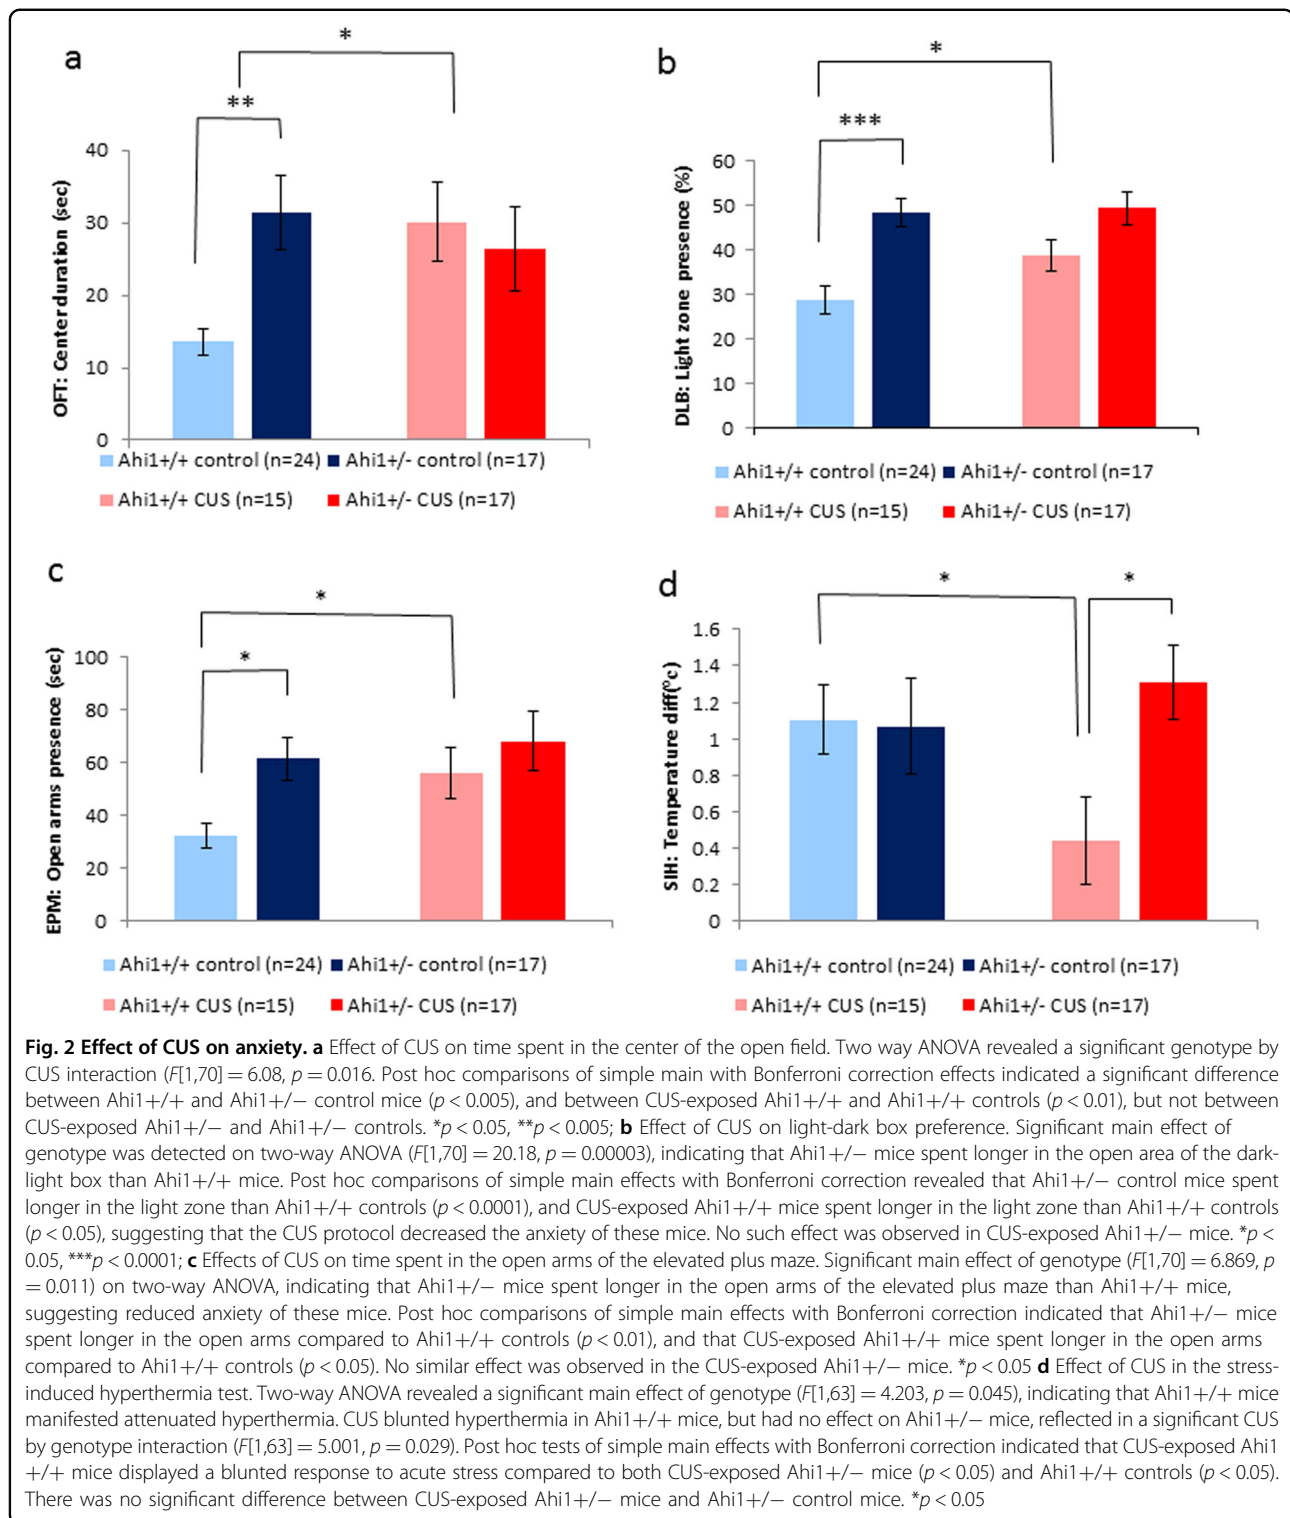 a
*
**
40
30
20
10
0
OFT: Center duration (sec)
Ahi1+/+ control (n=24) Ahi1+/- control (n=17)
Ahi1+/+ CUS (n=15) Ahi1+/- CUS (n=17)
b
*
***
60
50
40
30
20
10
0
DLB: Light zone presence (%)
Ahi1+/+ control (n=24) Ahi1+/- control (n=17
Ahi1+/+ CUS (n=15) Ahi1+/- CUS (n=17)
c
*
*
100
80
60
40
20
0
EPM: Open arms presence (sec)
Ahi1+/+ control (n=24) Ahi1+/- control (n=17)
Ahi1+/+ CUS (n=15) Ahi1+/- CUS (n=17)
d
*
*
1.6
1.4
1.2
1
0.8
0.6
0.4
0.2
0
SIH: Temperature diff(°c)
Ahi1+/+ control (n=24) Ahi1+/- control (n=17)
Ahi1+/+ CUS (n=15) Ahi1+/- CUS (n=17)
Fig. 2 Effect of CUS on anxiety. a Effect of CUS on time spent in the center of the open field. Two way ANOVA revealed a significant genotype by
CUS interaction (F[1,70] = 6.08, p = 0.016. Post hoc comparisons of simple main with Bonferroni correction effects indicated a significant difference
between Ahi1+/+ and Ahi1+/− control mice (p < 0.005), and between CUS-exposed Ahi1+/+ and Ahi1+/+ controls (p < 0.01), but not between
CUS-exposed Ahi1+/− and Ahi1+/− controls. *p < 0.05, **p < 0.005; b Effect of CUS on light-dark box preference. Significant main effect of
genotype was detected on two-way ANOVA (F[1,70] = 20.18, p = 0.00003), indicating that Ahi1+/− mice spent longer in the open area of the dark-
light box than Ahi1+/+ mice. Post hoc comparisons of simple main effects with Bonferroni correction revealed that Ahi1+/− control mice spent
longer in the light zone than Ahi1+/+ controls (p < 0.0001), and CUS-exposed Ahi1+/+ mice spent longer in the light zone than Ahi1+/+ controls
(p < 0.05), suggesting that the CUS protocol decreased the anxiety of these mice. No such effect was observed in CUS-exposed Ahi1+/− mice. *p <
0.05, ***p < 0.0001; c Effects of CUS on time spent in the open arms of the elevated plus maze. Significant main effect of genotype (F[1,70] = 6.869, p
= 0.011) on two-way ANOVA, indicating that Ahi1+/− mice spent longer in the open arms of the elevated plus maze than Ahi1+/+ mice,
suggesting reduced anxiety of these mice. Post hoc comparisons of simple main effects with Bonferroni correction indicated that Ahi1+/− mice
spent longer in the open arms compared to Ahi1+/+ controls (p < 0.01), and that CUS-exposed Ahi1+/+ mice spent longer in the open arms
compared to Ahi1+/+ controls (p < 0.05). No similar effect was observed in the CUS-exposed Ahi1+/− mice. *p < 0.05 d Effect of CUS in the stress-
induced hyperthermia test. Two-way ANOVA revealed a significant main effect of genotype (F[1,63] = 4.203, p = 0.045), indicating that Ahi1+/+ mice
manifested attenuated hyperthermia. CUS blunted hyperthermia in Ahi1+/+ mice, but had no effect on Ahi1+/− mice, reflected in a significant CUS
by genotype interaction (F[1,63] = 5.001, p = 0.029). Post hoc tests of simple main effects with Bonferroni correction indicated that CUS-exposed Ahi1
+/+ mice displayed a blunted response to acute stress compared to both CUS-exposed Ahi1+/− mice (p < 0.05) and Ahi1+/+ controls (p < 0.05).
There was no significant difference between CUS-exposed Ahi1+/− mice and Ahi1+/− control mice. *p < 0.05